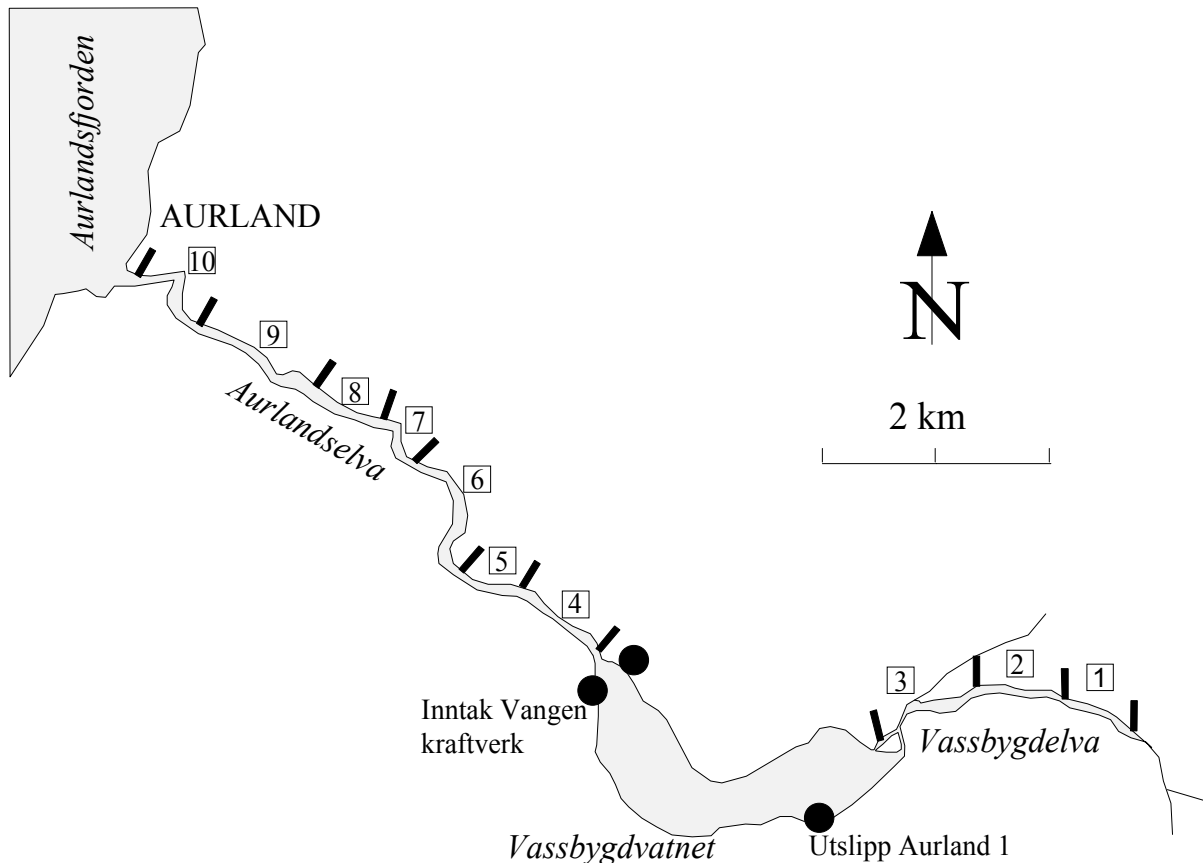 Aurlandsfjorden
AURLAND
10
9
8
7
Aurlandselva
6
5
4
N
2 km
3
2
1
Inntak Vangen
kraftverk
Vassbygdelva
Vassbygdvatnet
Utslipp Aurland 1